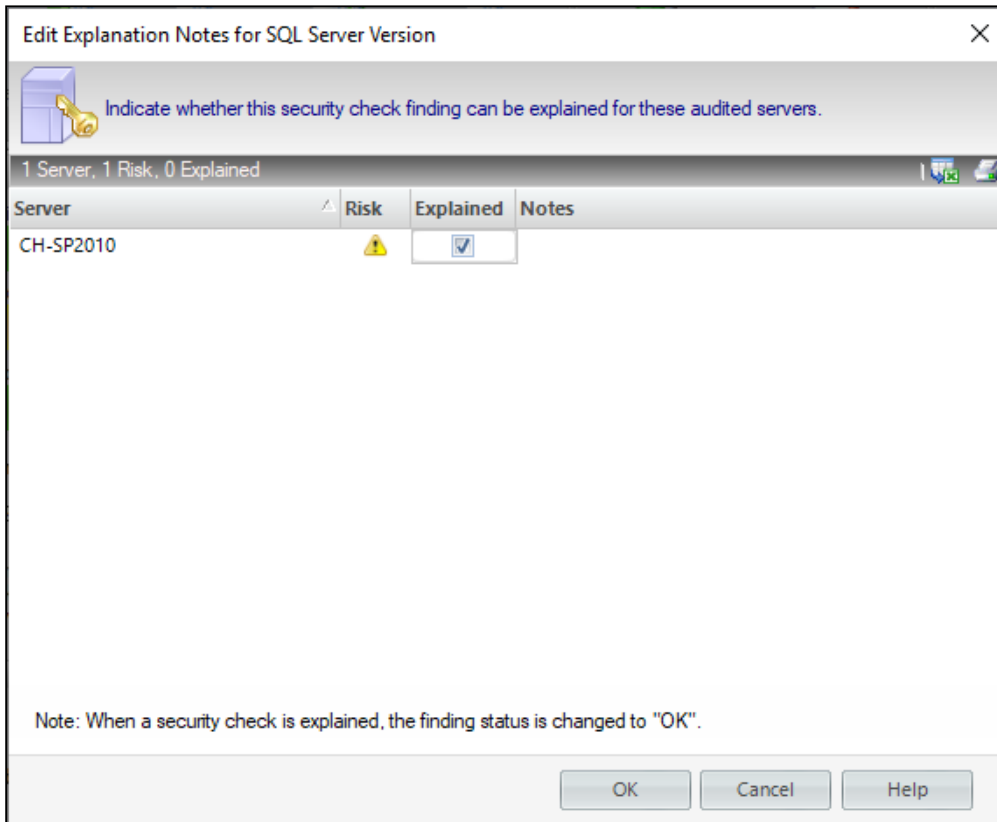 Edit Explanation Notes for SQL Server Version
Indicate whether this security check finding can be explained for these audited servers.
1 Server, 1 Risk, 0 Explained
Server Risk Explained Notes
CH-SP2010
Note: When a security check is explained, the finding status is changed to "OK".
OK Cancel Help